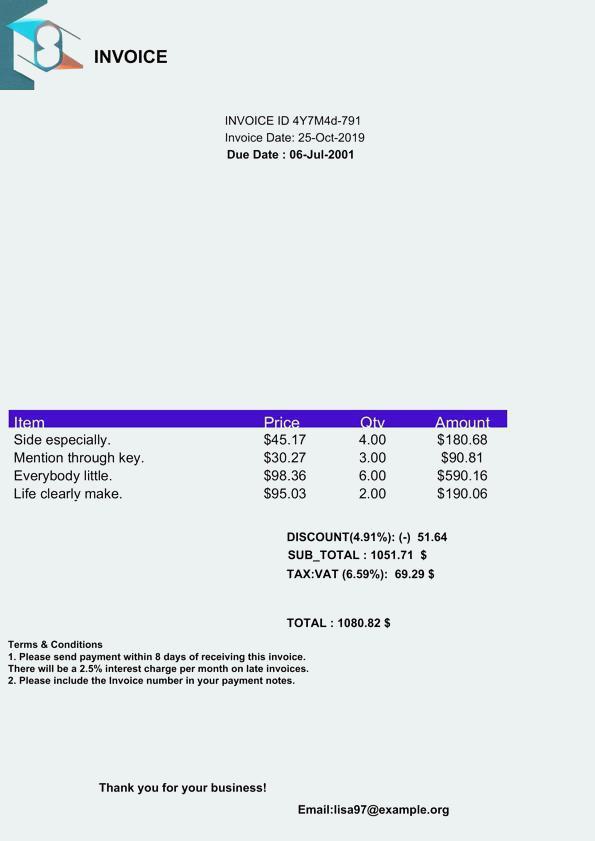 INVOICE
INVOICE ID 4Y7M4d-791
Invoice Date: 25-Oct-2019
Due Date : 06-Jul-2001
Item Price Qty Amount
Side especially. $45.17 4.00 $180.68
Mention through key. $30.27 3.00 $90.81
Everybody little. $98.36 6.00 $590.16
Life clearly make. $95.03 2.00 $190.06
DISCOUNT(4.91%): (-) 51.64
SUB_TOTAL : 1051.71 $
TAX:VAT (6.59%): 69.29 $
TOTAL : 1080.82 $
Terms & Conditions
1. Please send payment within 8 days of receiving this invoice.
There will be a 2.5% interest charge per month on late invoices.
2. Please include the Invoice number in your payment notes.
Thank you for your business!
Email:lisa97@example.org